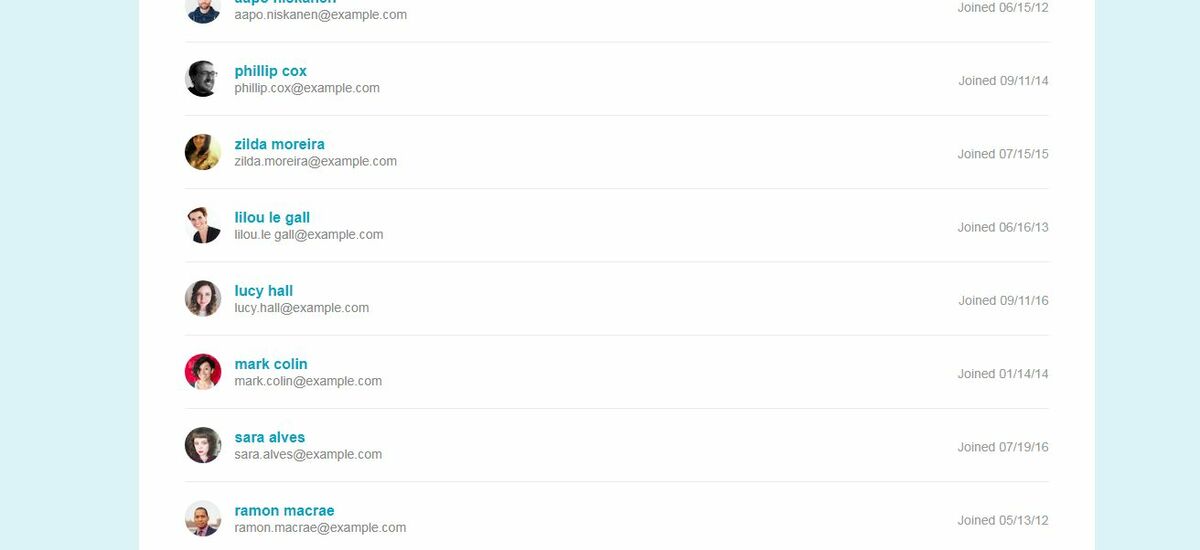 aapo niskanen
aapo.niskanen@example.com
Joined 06/15/12
phillip cox
phillip.cox@example.com
Joined 09/11/14
zilda moreira
zilda.moreira@example.com
Joined 07/15/15
lilou le gall
lilou.le gall@example.com
Joined 06/16/13
lucy hall
lucy.hall@example.com
Joined 09/11/16
mark colin
mark.colin@example.com
Joined 01/14/14
sara alves
sara.alves@example.com
Joined 07/19/16
ramon macrae
ramon.macrae@example.com
Joined 05/13/12